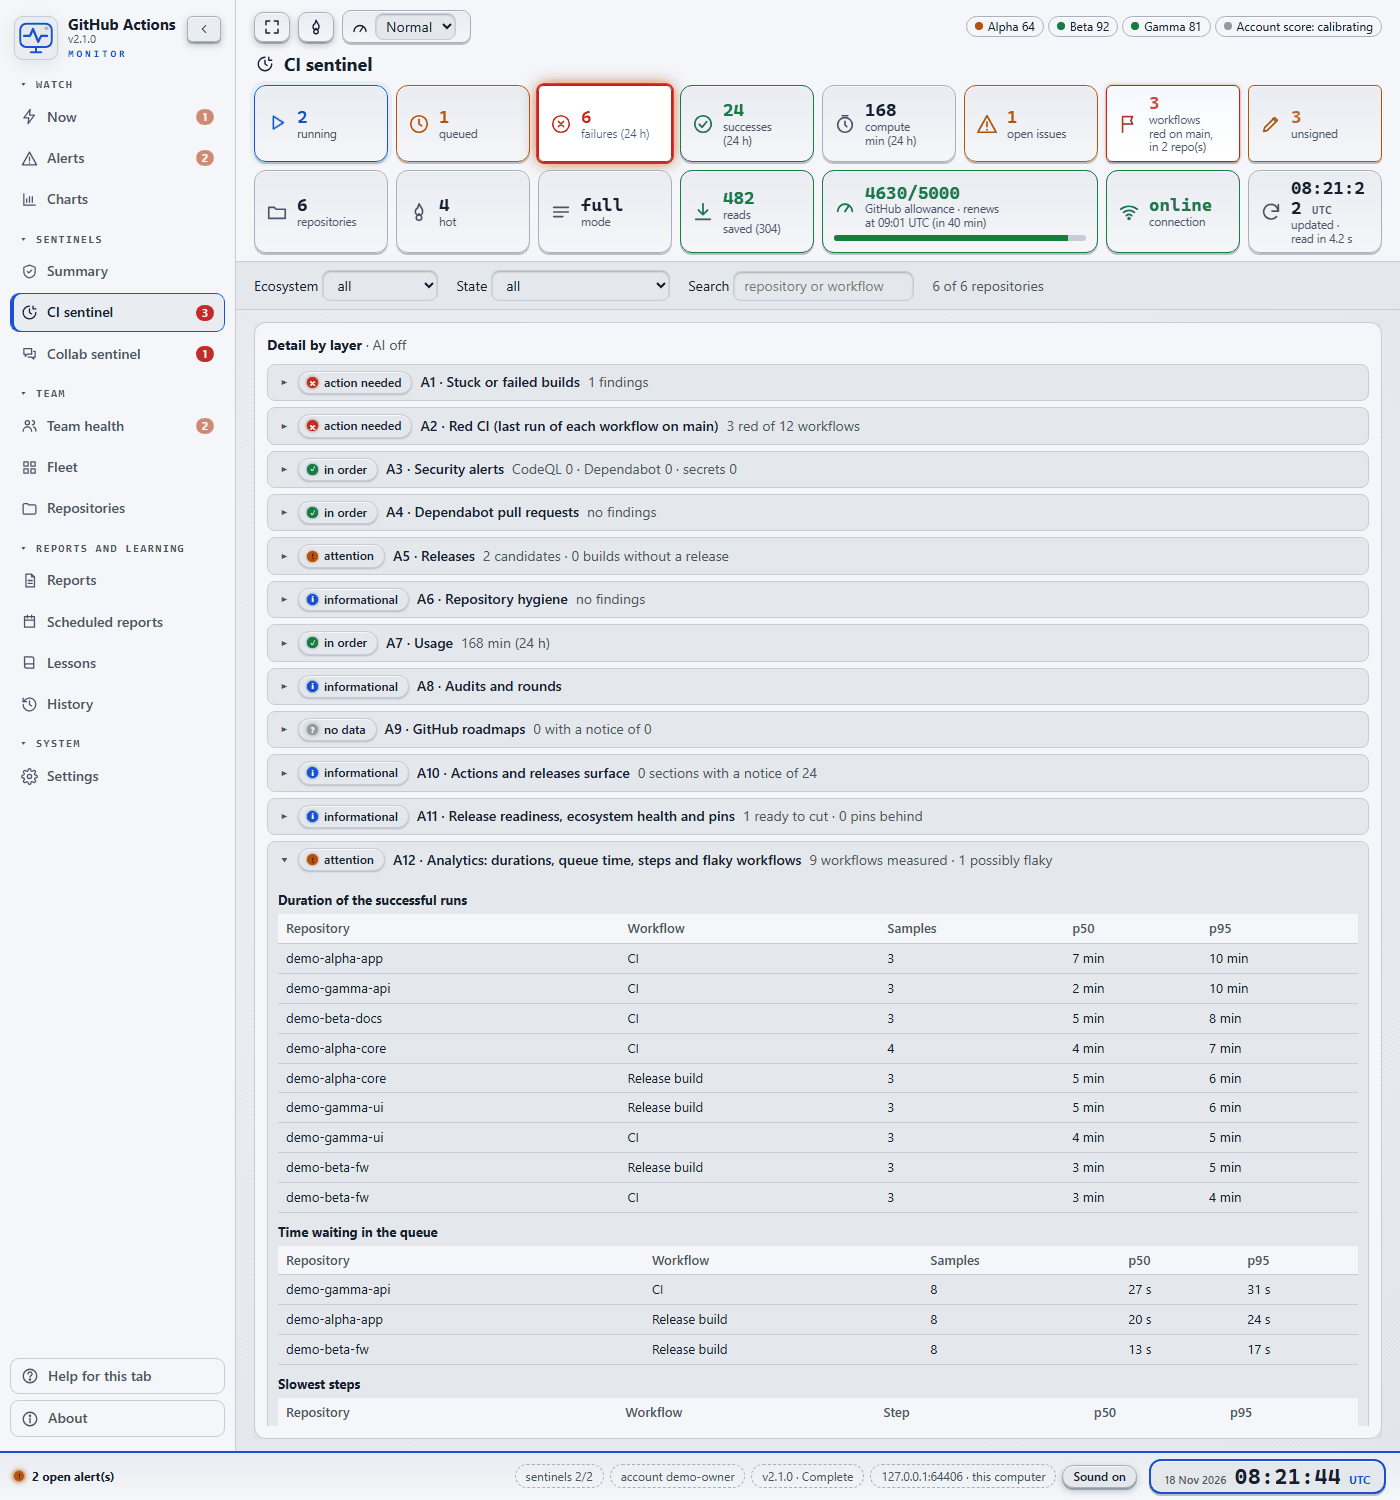 GitHub Actions
v2.1.0
MONITOR
WATCH
Now 1
Alerts 2
Charts
SENTINELS
Summary
CI sentinel 3
Collab sentinel 1
TEAM
Team health 2
Fleet
Repositories
REPORTS AND LEARNING
Reports
Scheduled reports
Lessons
History
SYSTEM
Settings
Help for this tab
About
Normal
Alpha 64
Beta 92
Gamma 81
Account score: calibrating
CI sentinel
2
running
1
queued
6
failures (24 h)
24
successes
(24 h)
168
compute
min (24 h)
1
open issues
3
workflows
red on main,
in 2 repo(s)
3
unsigned
6
repositories
4
hot
full
mode
482
reads
saved (304)
4630/5000
GitHub allowance · renews
at 09:01 UTC (in 40 min)
online
connection
08:21:2
2 UTC
updated ·
read in 4.2 s
Ecosystem all State all Search repository or workflow 6 of 6 repositories
Detail by layer · AI off
action needed A1 · Stuck or failed builds 1 findings
action needed A2 · Red CI (last run of each workflow on main) 3 red of 12 workflows
in order A3 · Security alerts CodeQL 0 · Dependabot 0 · secrets 0
in order A4 · Dependabot pull requests no findings
attention A5 · Releases 2 candidates · 0 builds without a release
informational A6 · Repository hygiene no findings
in order A7 · Usage 168 min (24 h)
informational A8 · Audits and rounds
no data A9 · GitHub roadmaps 0 with a notice of 0
informational A10 · Actions and releases surface 0 sections with a notice of 24
informational A11 · Release readiness, ecosystem health and pins 1 ready to cut · 0 pins behind
attention A12 · Analytics: durations, queue time, steps and flaky workflows 9 workflows measured · 1 possibly flaky
Duration of the successful runs
Repository Workflow Samples p50 p95
demo-alpha-app CI 3 7 min 10 min
demo-gamma-api CI 3 2 min 10 min
demo-beta-docs CI 3 5 min 8 min
demo-alpha-core CI 4 4 min 7 min
demo-alpha-core Release build 3 5 min 6 min
demo-gamma-ui Release build 3 5 min 6 min
demo-gamma-ui CI 3 4 min 5 min
demo-beta-fw Release build 3 3 min 5 min
demo-beta-fw CI 3 3 min 4 min
Time waiting in the queue
Repository Workflow Samples p50 p95
demo-gamma-api CI 8 27 s 31 s
demo-alpha-app Release build 8 20 s 24 s
demo-beta-fw Release build 8 13 s 17 s
Slowest steps
Repository Workflow Step p50 p95
2 open alert(s)
sentinels 2/2
account demo-owner
v2.1.0 · Complete
127.0.0.1:64406 · this computer
Sound on
18 Nov 2026 08:21:44 UTC